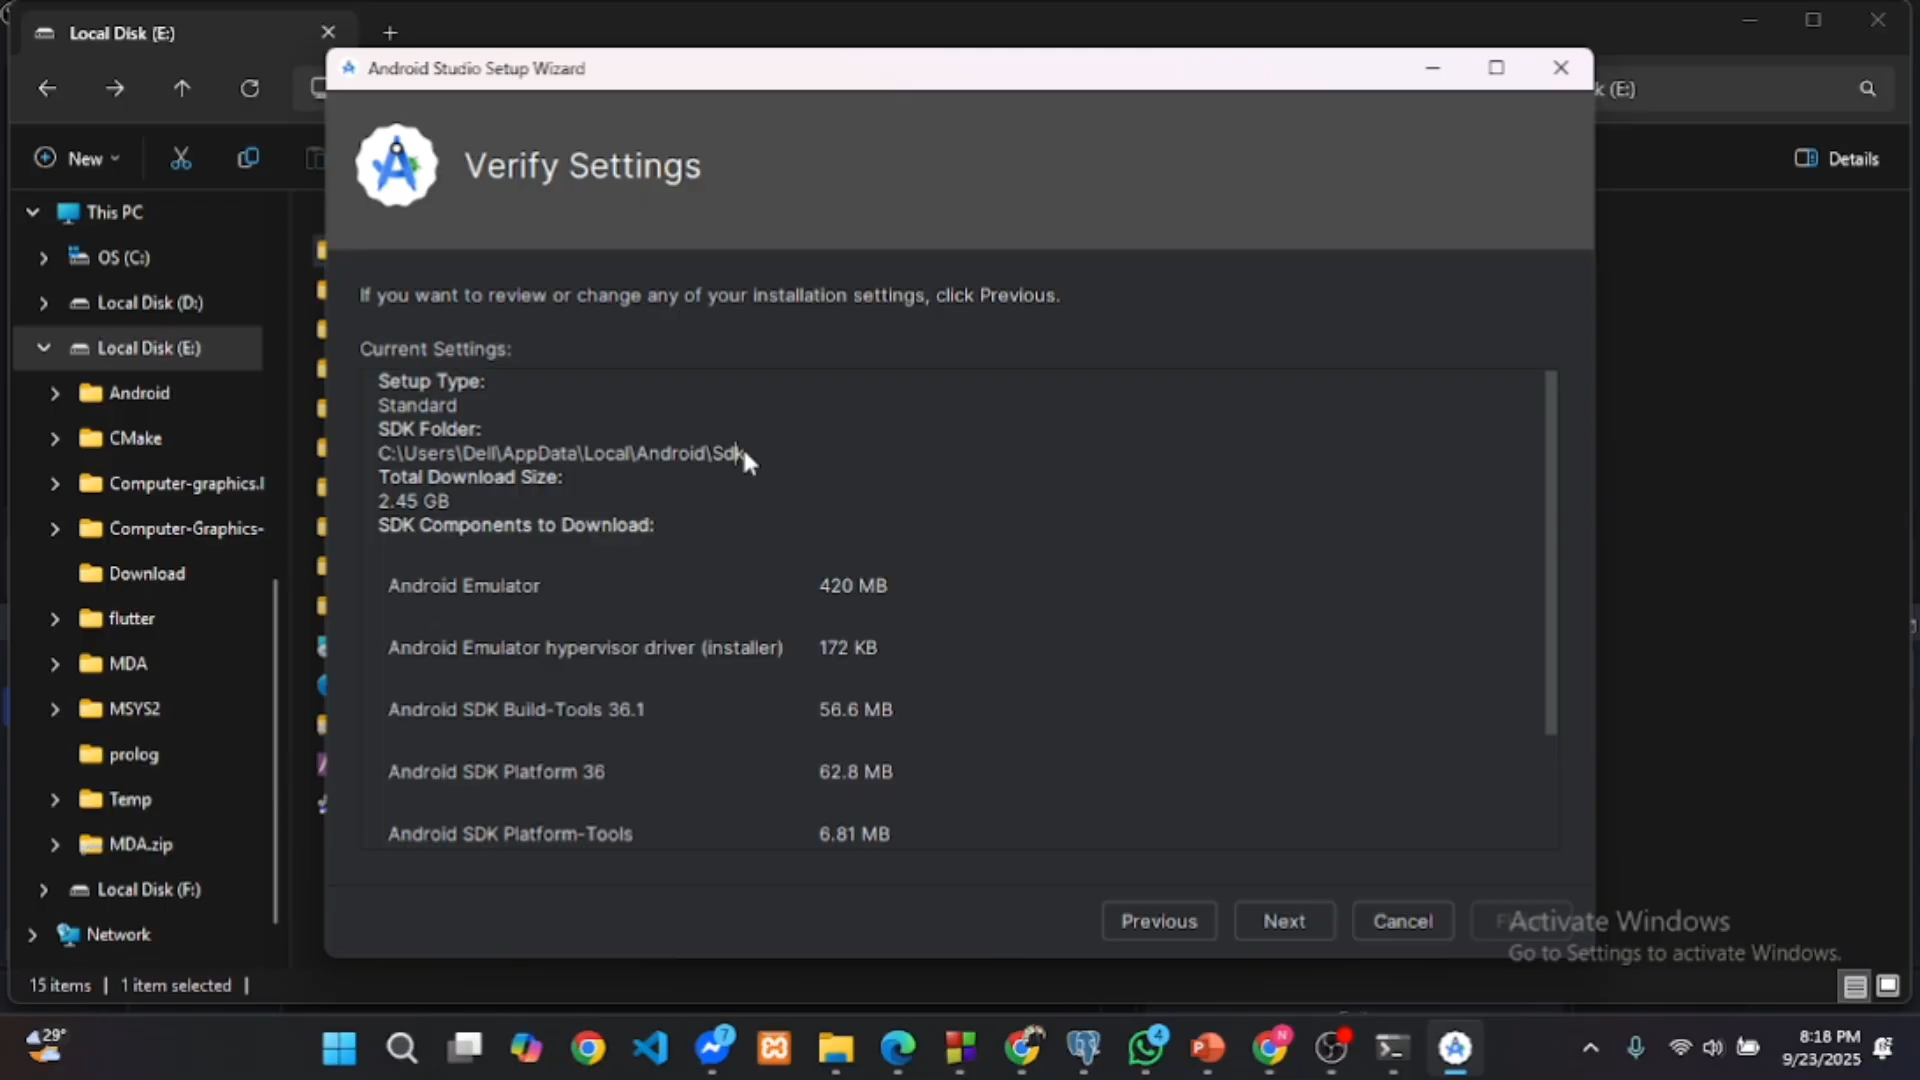 Local Disk (E:)
Android Studio Setup Wizard
k (E:)
New
Details
Verify Settings
This PC
OS (C:)
Local Disk (D:)
Local Disk (E:)
Android
CMake
Computer-graphics.l
Computer-Graphics-
Download
flutter
MDA
MSYS2
prolog
Temp
MDA.zip
Local Disk (F:)
Network
If you want to review or change any of your installation settings, click Previous.
Current Settings:
Setup Type:
Standard
SDK Folder:
C:\Users\Dell\AppData\Local\Android\Sdk
Total Download Size:
2.45 GB
SDK Components to Download:
Android Emulator 420 MB
Android Emulator hypervisor driver (installer) 172 KB
Android SDK Build-Tools 36.1 56.6 MB
Android SDK Platform 36 62.8 MB
Android SDK Platform-Tools 6.81 MB
Previous Next Cancel
Activate Windows
Go to Settings to activate Windows.
15 items | 1 item selected |
29°
7
4
N
8:18 PM
9/23/2025